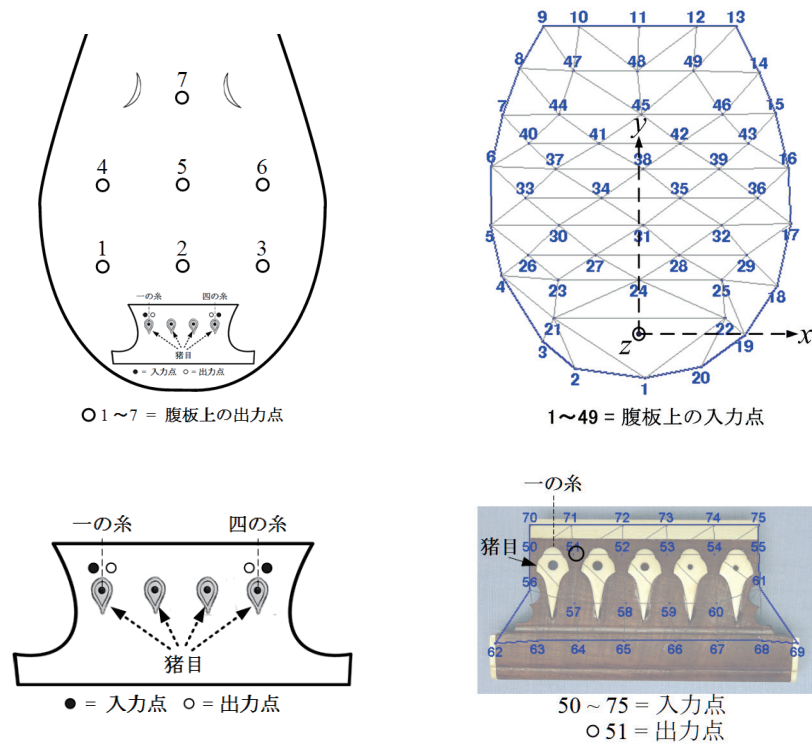 7
4 5 6
1 2 3
一の糸 四の糸
猪目
● = 入力点 ○ = 出力点
○ 1～7 = 腹板上の出力点
9 10 11 12 13
8 47 48 49 14
7 44 45 46 15
y
40 41 42 43
6 37 38 39 16
33 34 35 36
5 30 31 32 17
26 27 28 29
4 23 24 25 18
21 22
z x
3 19
2 20
1
1～49 = 腹板上の入力点
一の糸 四の糸
猪目
● = 入力点 ○ = 出力点
一の糸
70 71 72 73 74 75
猪目
50 51 52 53 54 55
56 61
57 58 59 60
62 63 64 65 66 67 68 69
50 ~ 75 = 入力点
○ 51 = 出力点